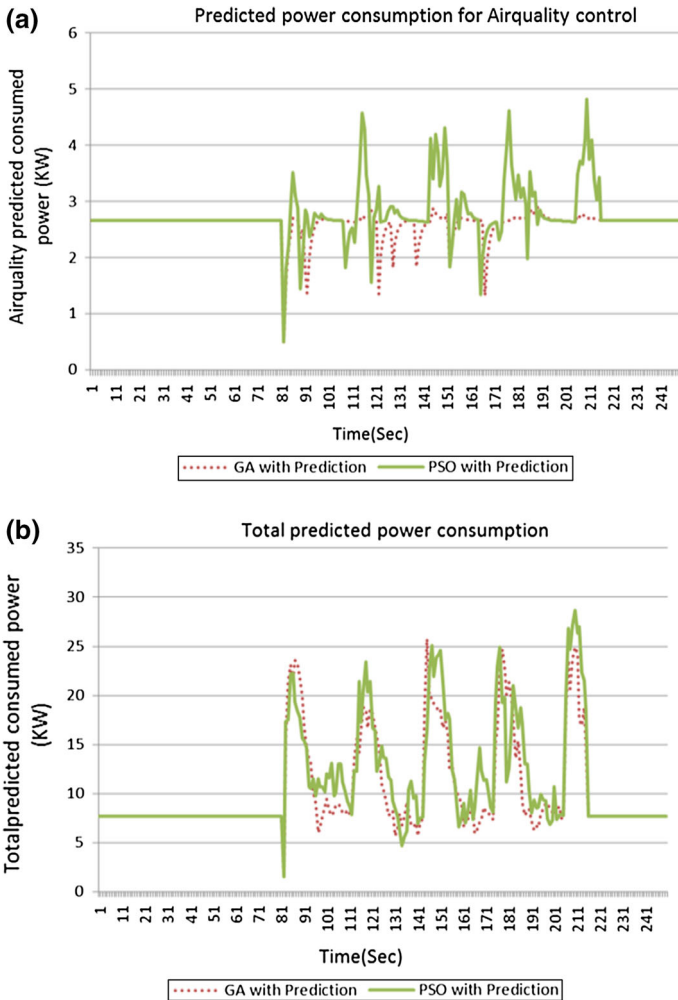 (a)
Predicted power consumption for Airquality control
Airquality predicted consumed
power (KW)
6
5
4
3
2
1
0
1 11 21 31 41 51 61 71 81 91 101 111 121 131 141 151 161 171 181 191 201 211 221 231 241
Time(Sec)
GA with Prediction PSO with Prediction
(b)
Total predicted power consumption
Totalpredicted consumed power
(KW)
35
30
25
20
15
10
5
0
1 11 21 31 41 51 61 71 81 91 101 111 121 131 141 151 161 171 181 191 201 211 221 231 241
Time(Sec)
GA with Prediction PSO with Prediction